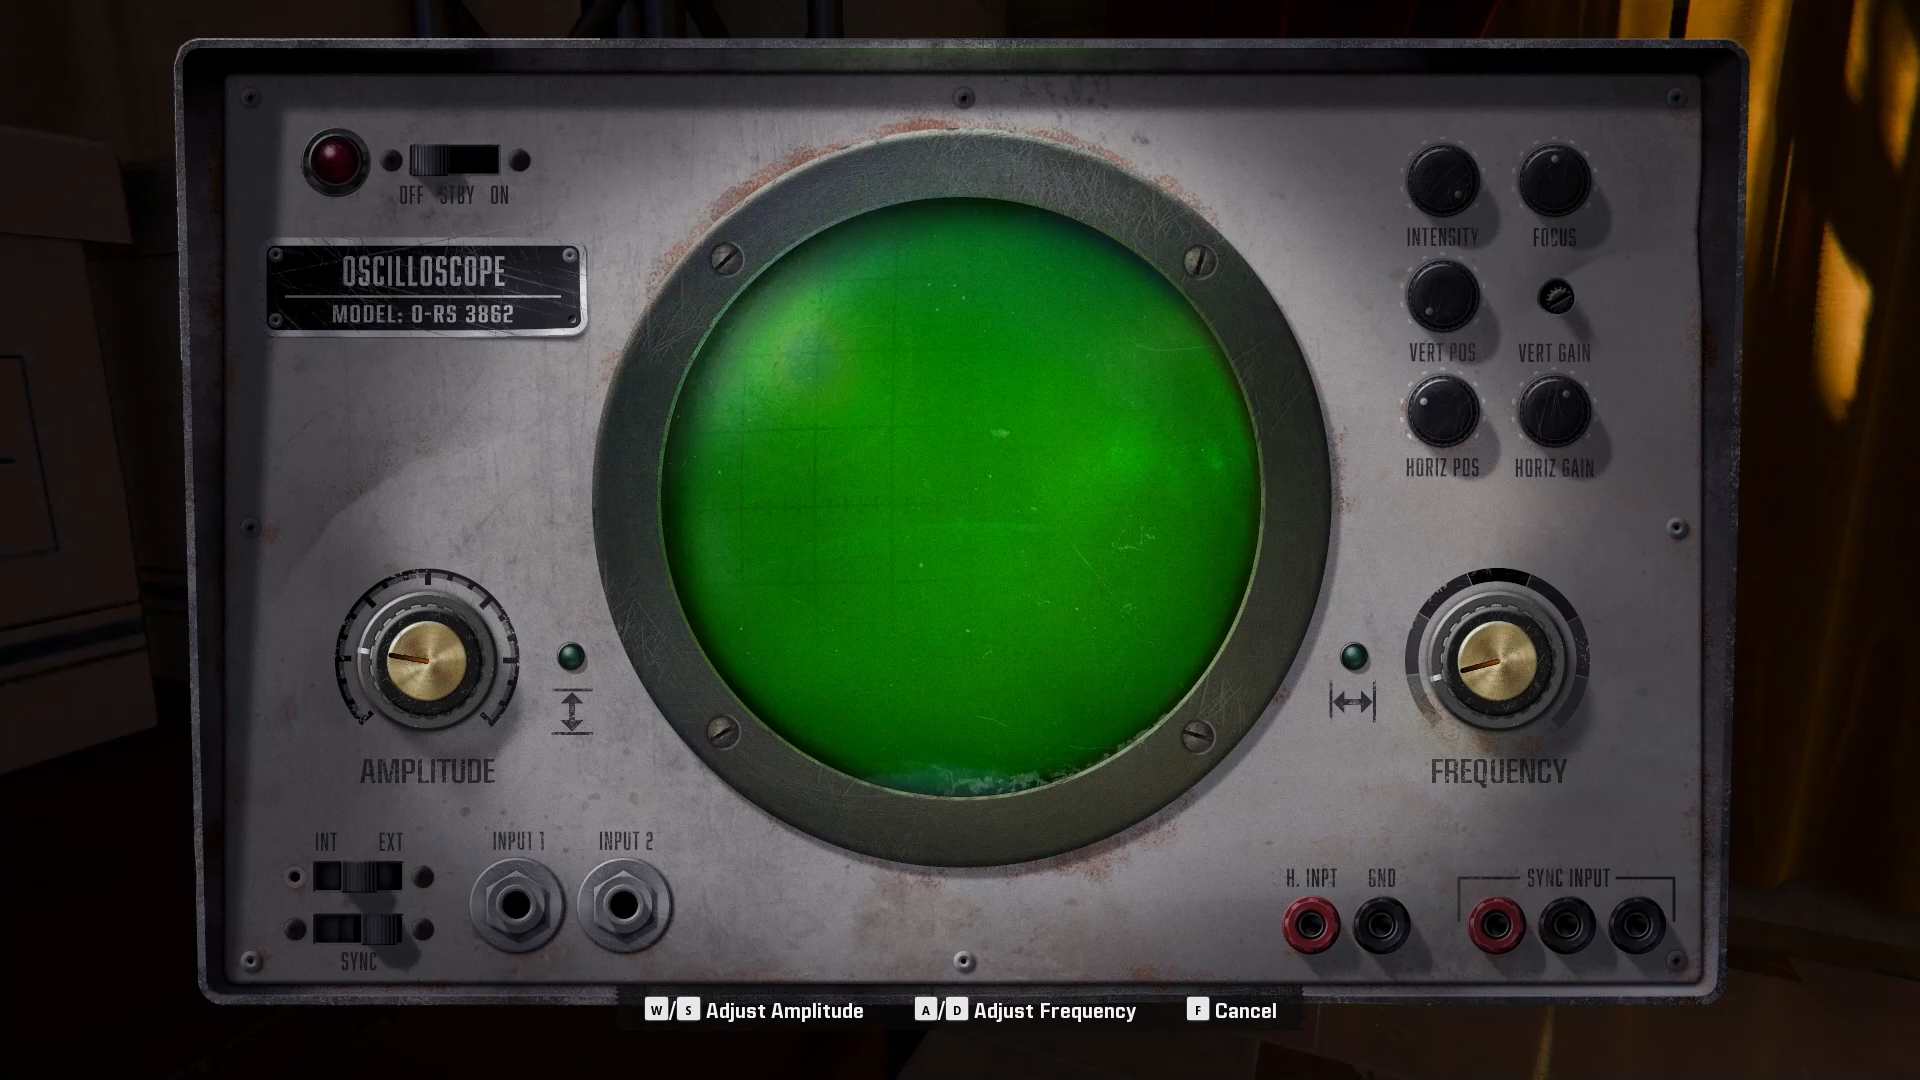 OFF STBY ON
OSCILLOSCOPE
MODEL: O-RS 3862
INTENSITY
FOCUS
VERT POS
VERT GAIN
HORIZ POS
HORIZ GAIN
AMPLITUDE
FREQUENCY
INT EXT
INPUT 1
INPUT 2
SYNC
H. INPT
GND
SYNC INPUT
W/S Adjust Amplitude
A/D Adjust Frequency
F Cancel